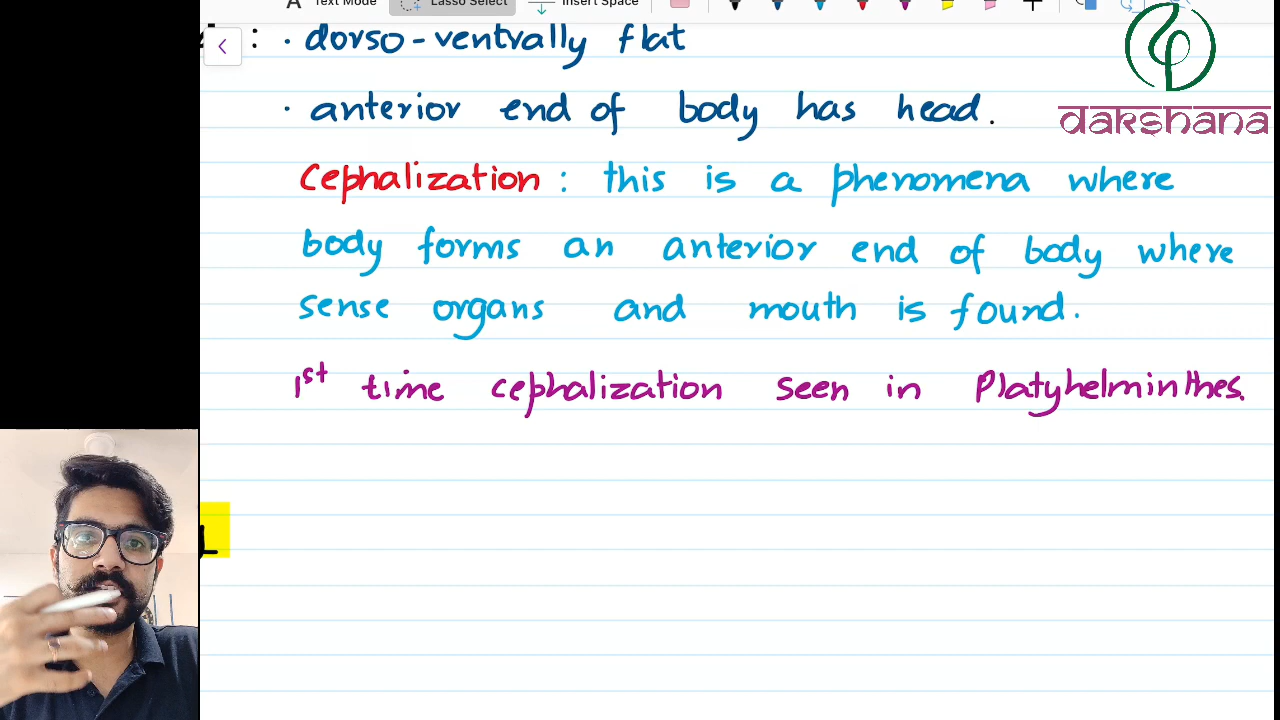 Text Mode Lasso Select Insert Space
: · dorso-ventrally flat
· anterior end of body has head.
dakshana
Cephalization : this is a phenomena where
body forms an anterior end of body where
sense organs and mouth is found.
1st time cephalization seen in Platyhelminthes.